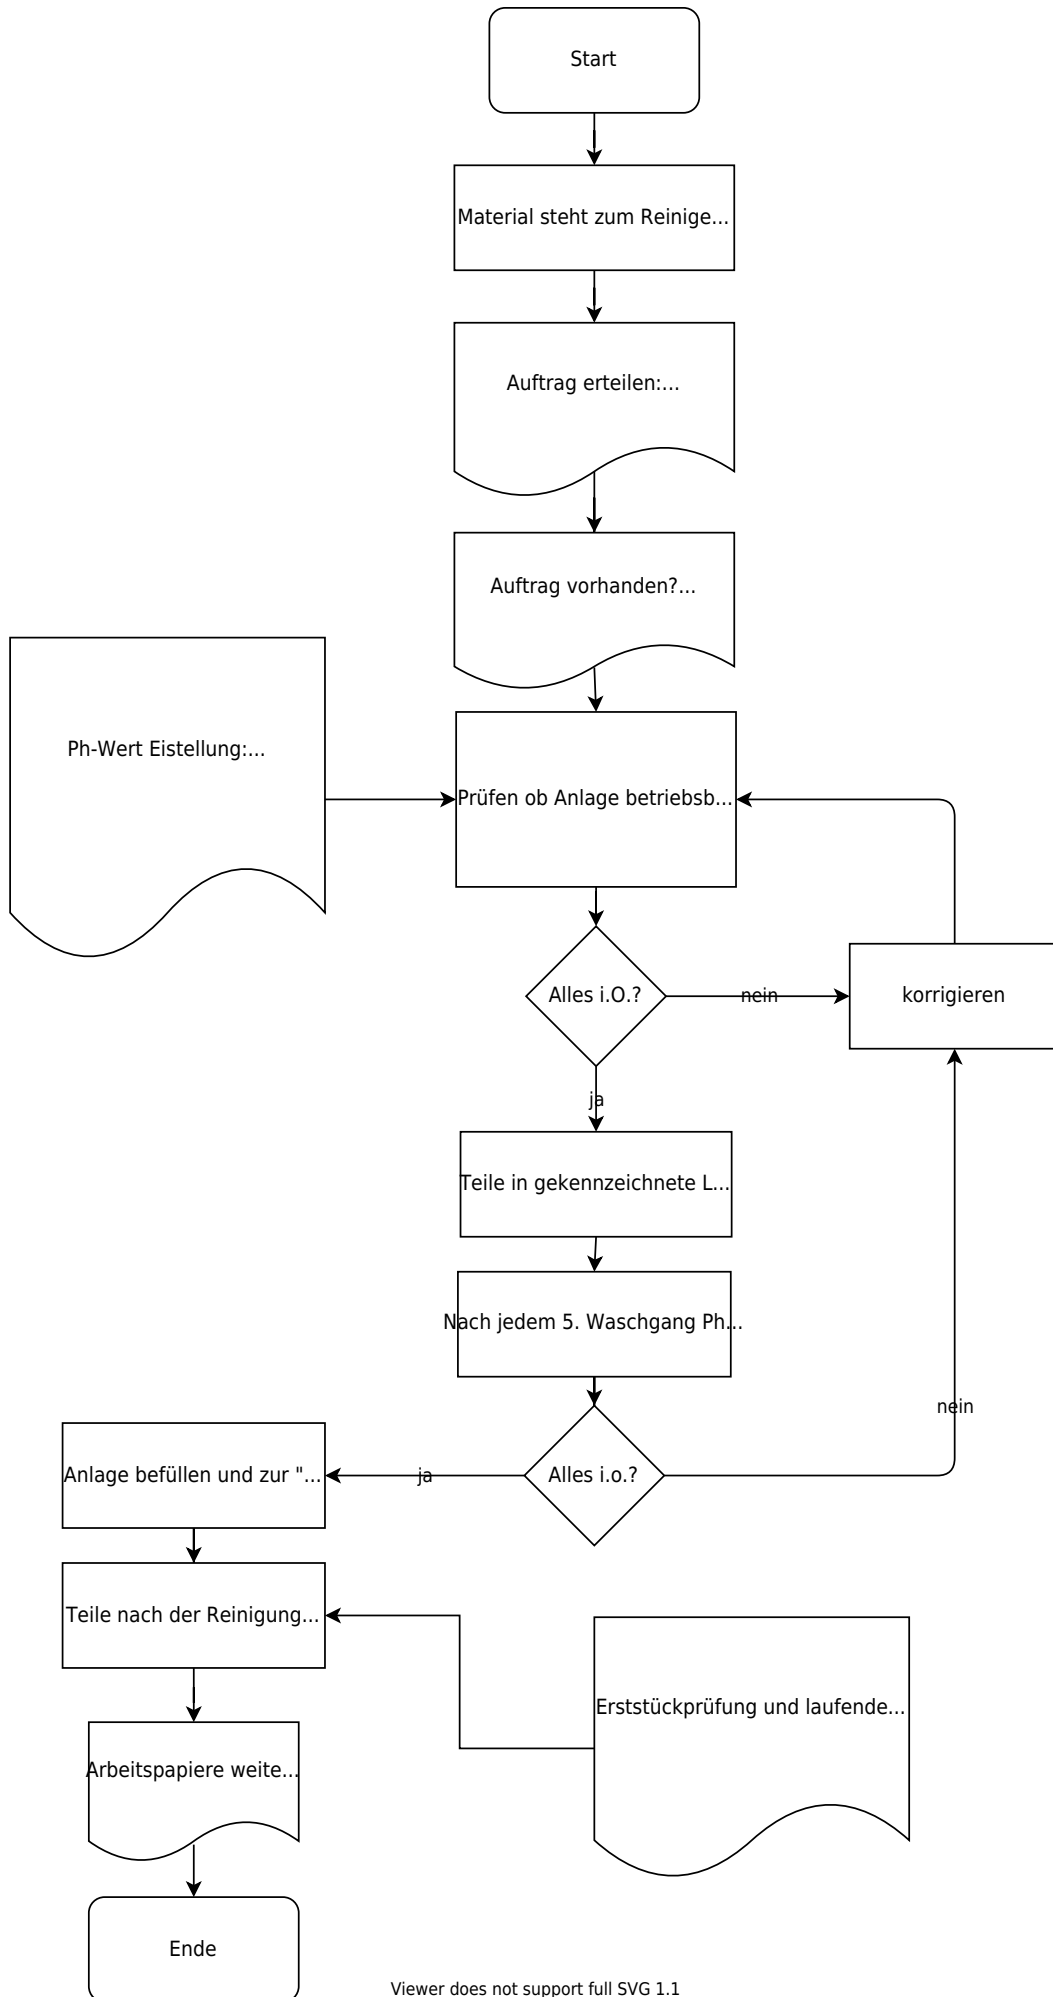 Start
Material steht zum Reinige...
Auftrag erteilen:...
Auftrag vorhanden?...
Ph-Wert Eistellung:...
Prüfen ob Anlage betriebsb...
Alles i.O.?
nein
korrigieren
ja
Teile in gekennzeichnete L...
Nach jedem 5. Waschgang Ph...
nein
Anlage befüllen und zur "...
ja
Alles i.o.?
Teile nach der Reinigung...
Erststückprüfung und laufende...
Arbeitspapiere weite...
Ende
Viewer does not support full SVG 1.1